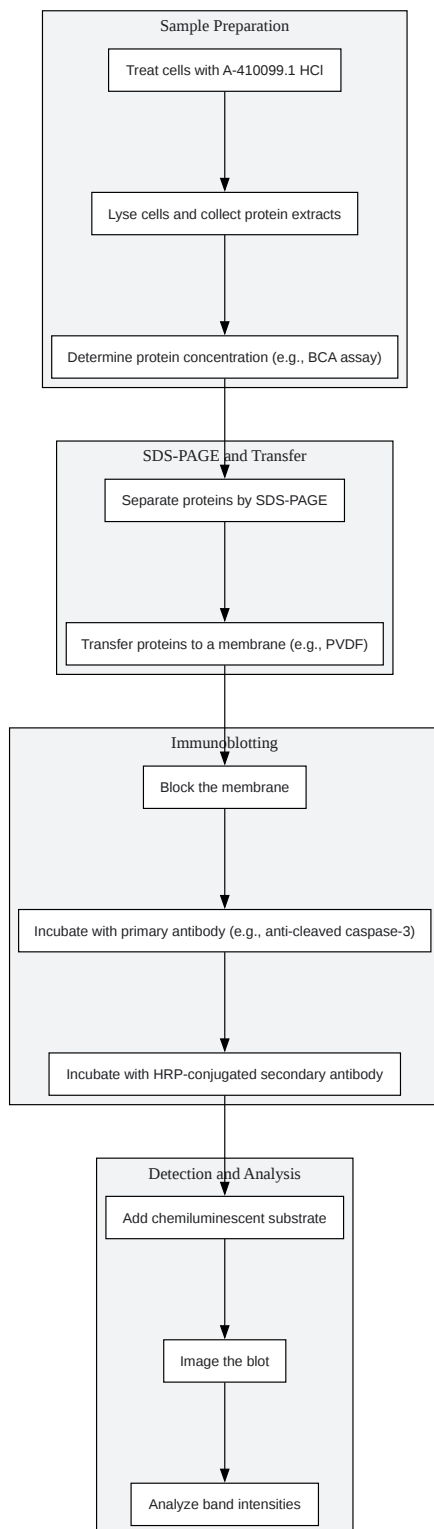 Sample Preparation
Treat cells with A-410099.1 HCl
Lyse cells and collect protein extracts
Determine protein concentration (e.g., BCA assay)
SDS-PAGE and Transfer
Separate proteins by SDS-PAGE
Transfer proteins to a membrane (e.g., PVDF)
Immunoblotting
Block the membrane
Incubate with primary antibody (e.g., anti-cleaved caspase-3)
Incubate with HRP-conjugated secondary antibody
Detection and Analysis
Add chemiluminescent substrate
Image the blot
Analyze band intensities